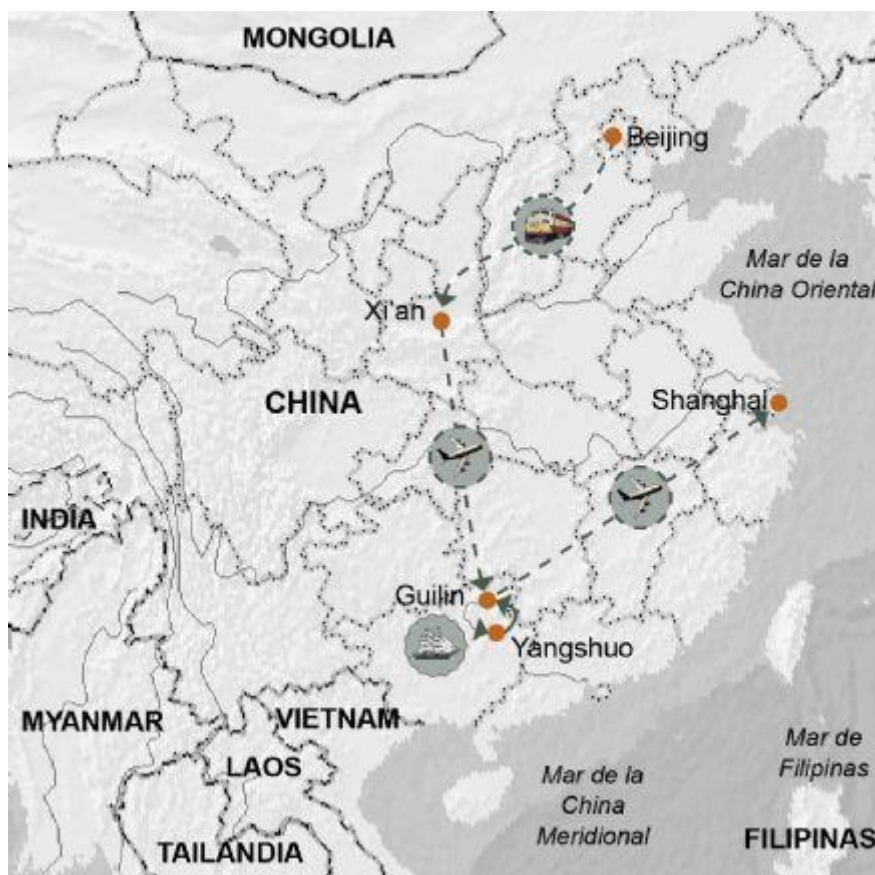 MONGOLIA
Beijing
Mar de la
China Oriental
Xi'an
CHINA
Shanghai
INDIA
Guilin
Yangshuo
MYANMAR
VIETNAM
LAOS
Mar de
Filipinas
Mar de la
China
Meridional
TAILANDIA
FILIPINAS